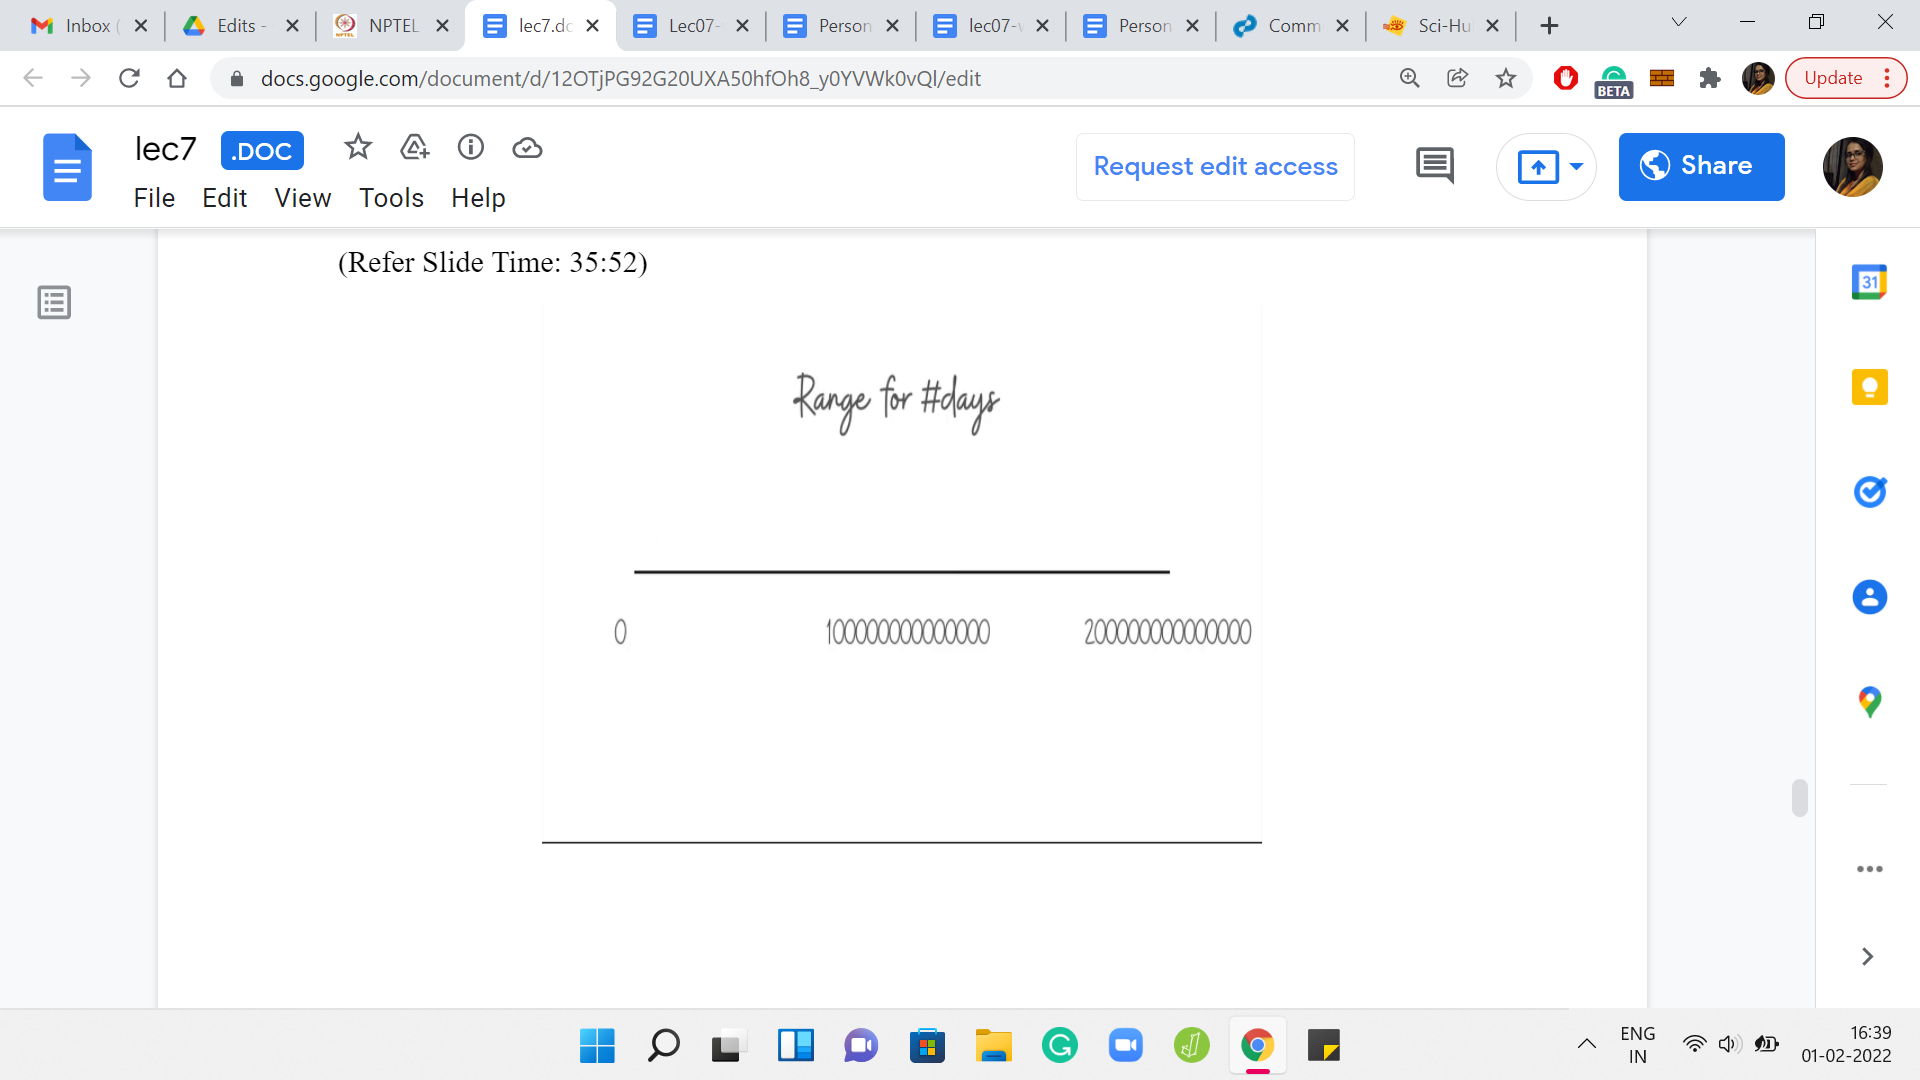 Inbox (
Edits -
NPTEL
lec7.do
Lec07-
Person
lec07-v
Person
Comm
Sci-Hu
docs.google.com/document/d/12OTjPG92G20UXA50hfOh8_y0YVWk0vQl/edit
BETA
Update
lec7 .DOC
File Edit View Tools Help
Request edit access
Share
(Refer Slide Time: 35:52)
Range for #days
0 100000000000000 200000000000000
31
ENG
IN
16:39
01-02-2022